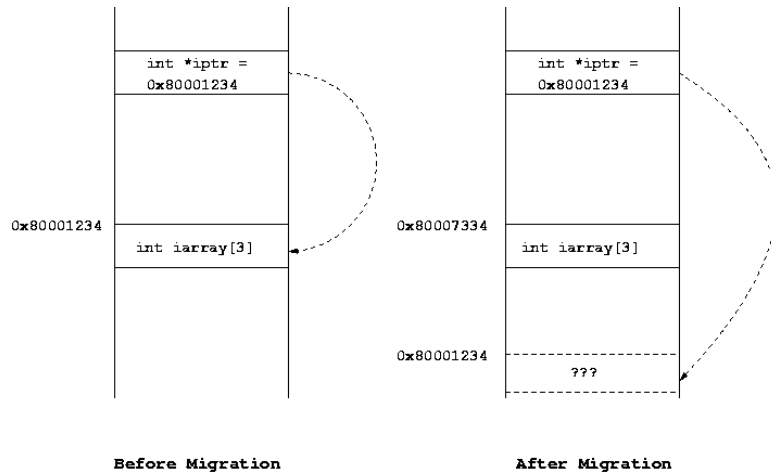 int *iptr =
0x80001234
0x80001234
int iarray[3]
Before Migration
int *iptr =
0x80001234
0x80007334
int iarray[3]
0x80001234
???
After Migration